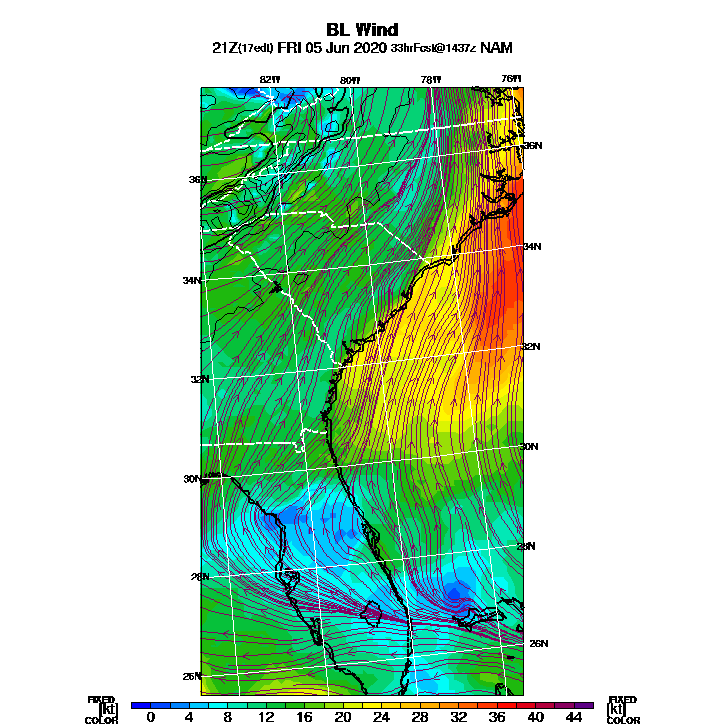 BL Wind
21Z(17edt) FRI 05 Jun 2020 33hrFcst@1437z NAM
82W 80W 78W 76W
36N
36N
34N
34N
32N
32N
30N
30N
28N
28N
26N
26N
FIXED FIXED
[kt] 0 4 8 12 16 20 24 28 32 36 40 44 [kt]
COLOR COLOR